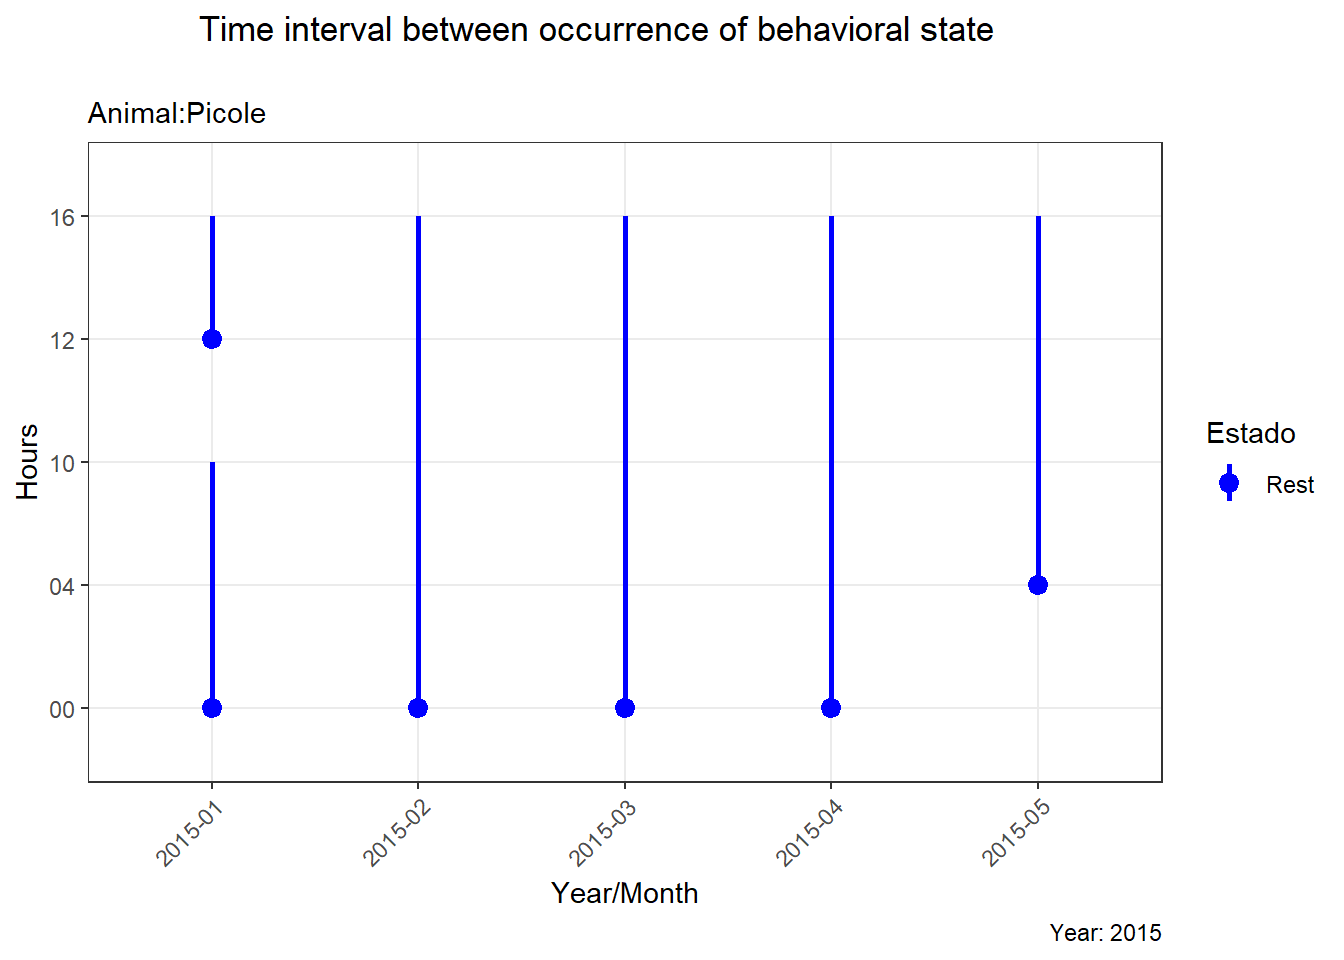 Time interval between occurrence of behavioral state
Animal:Picole
16
12
10
04
00
Hours
2015-01
2015-02
2015-03
2015-04
2015-05
Year/Month
Year: 2015
Estado
Rest